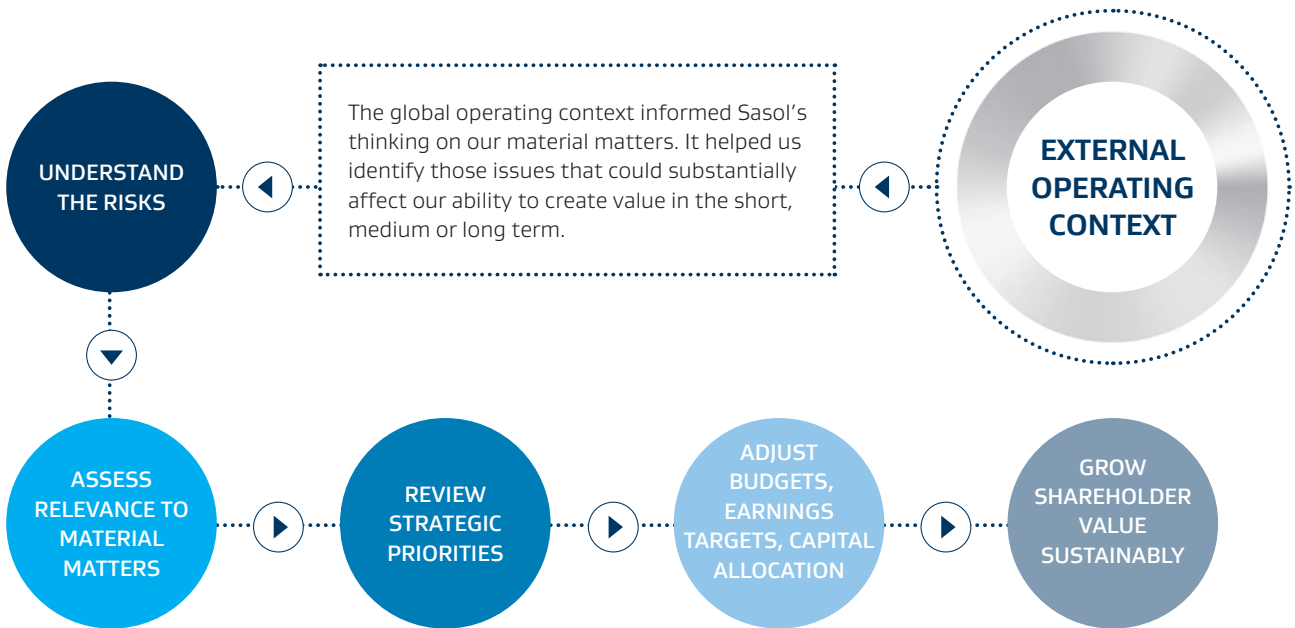 EXTERNAL
OPERATING
CONTEXT
The global operating context informed Sasol’s
thinking on our material matters. It helped us
identify those issues that could substantially
affect our ability to create value in the short,
medium or long term.
UNDERSTAND
THE RISKS
ASSESS
RELEVANCE TO
MATERIAL
MATTERS
REVIEW
STRATEGIC
PRIORITIES
ADJUST
BUDGETS,
EARNINGS
TARGETS, CAPITAL
ALLOCATION
GROW
SHAREHOLDER
VALUE
SUSTAINABLY